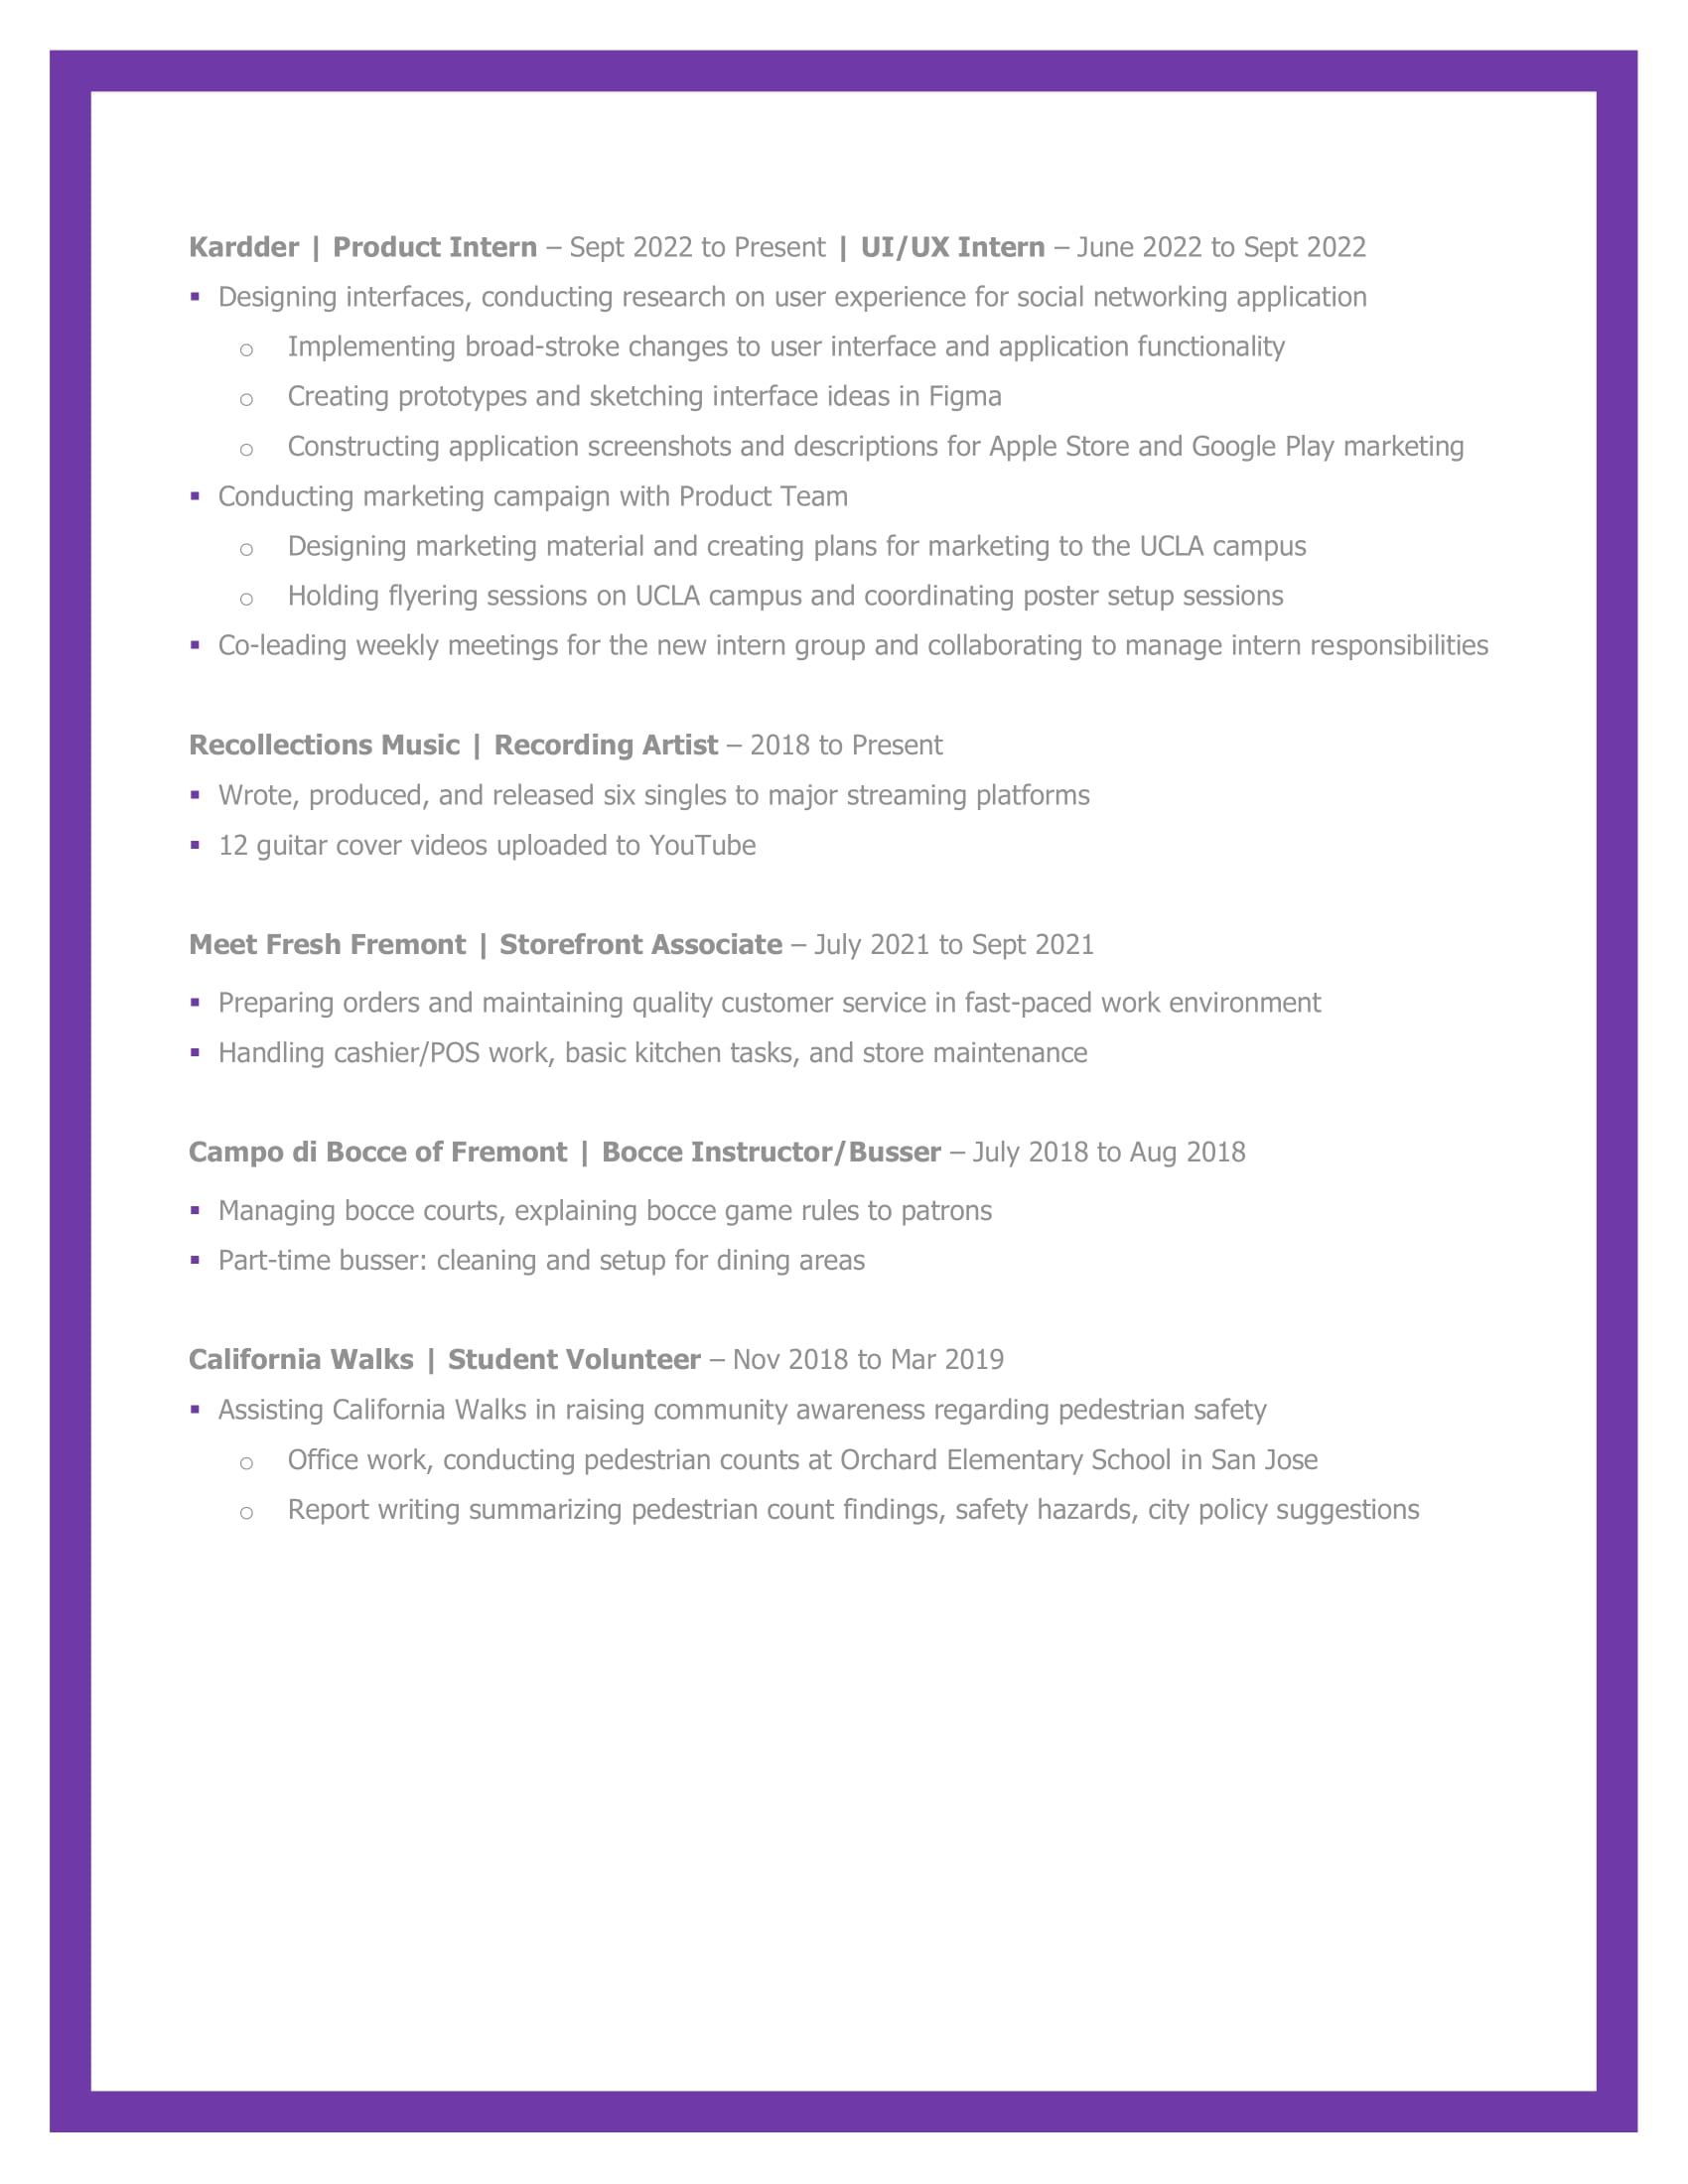 Kardder | Product Intern – Sept 2022 to Present | UI/UX Intern – June 2022 to Sept 2022
▪ Designing interfaces, conducting research on user experience for social networking application
o Implementing broad-stroke changes to user interface and application functionality
o Creating prototypes and sketching interface ideas in Figma
o Constructing application screenshots and descriptions for Apple Store and Google Play marketing
▪ Conducting marketing campaign with Product Team
o Designing marketing material and creating plans for marketing to the UCLA campus
o Holding flyering sessions on UCLA campus and coordinating poster setup sessions
▪ Co-leading weekly meetings for the new intern group and collaborating to manage intern responsibilities
Recollections Music | Recording Artist – 2018 to Present
▪ Wrote, produced, and released six singles to major streaming platforms
▪ 12 guitar cover videos uploaded to YouTube
Meet Fresh Fremont | Storefront Associate – July 2021 to Sept 2021
▪ Preparing orders and maintaining quality customer service in fast-paced work environment
▪ Handling cashier/POS work, basic kitchen tasks, and store maintenance
Campo di Bocce of Fremont | Bocce Instructor/Busser – July 2018 to Aug 2018
▪ Managing bocce courts, explaining bocce game rules to patrons
▪ Part-time busser: cleaning and setup for dining areas
California Walks | Student Volunteer – Nov 2018 to Mar 2019
▪ Assisting California Walks in raising community awareness regarding pedestrian safety
o Office work, conducting pedestrian counts at Orchard Elementary School in San Jose
o Report writing summarizing pedestrian count findings, safety hazards, city policy suggestions